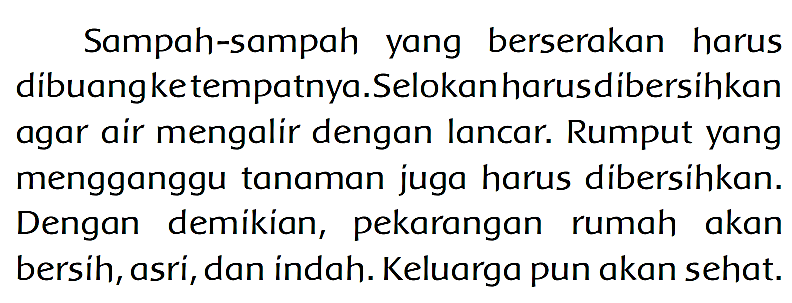 Sampah-sampah yang berserakan harus
dibuang ke tempatnya. Selokan harus dibersihkan
agar air mengalir dengan lancar. Rumput yang
mengganggu tanaman juga harus dibersihkan.
Dengan demikian, pekarangan rumah akan
bersih, asri, dan indah. Keluarga pun akan sehat.